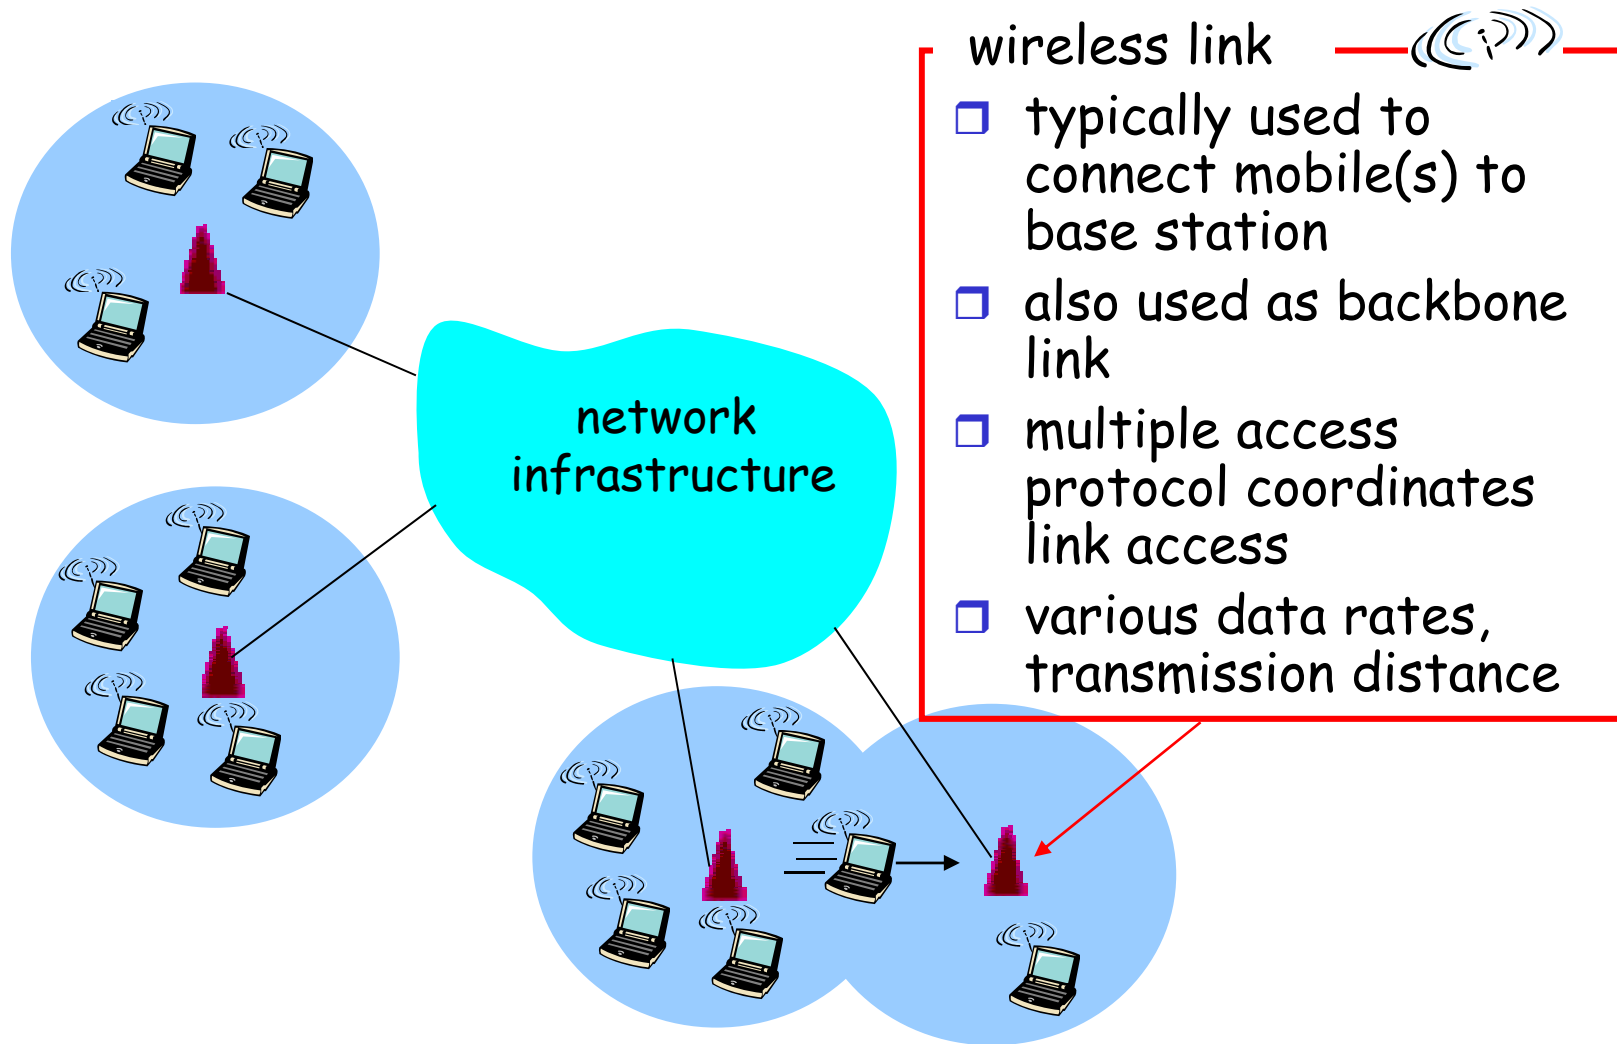 wireless link
typically used to
connect mobile(s) to
base station
also used as backbone
link
multiple access
protocol coordinates
link access
various data rates,
transmission distance
network
infrastructure